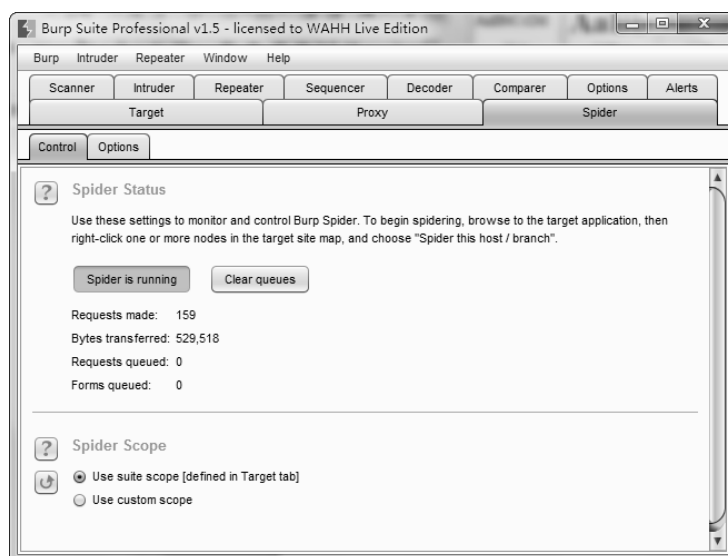 Burp Suite Professional v1.5 - licensed to WAHH Live Edition
Burp Intruder Repeater Window Help
Scanner Intruder Repeater Sequencer Decoder Comparer Options Alerts
Target Proxy Spider
Control Options
? Spider Status
Use these settings to monitor and control Burp Spider. To begin spidering, browse to the target application, then
right-click one or more nodes in the target site map, and choose "Spider this host / branch".
Spider is running Clear queues
Requests made: 159
Bytes transferred: 529,518
Requests queued: 0
Forms queued: 0
? Spider Scope
Use suite scope [defined in Target tab]
Use custom scope